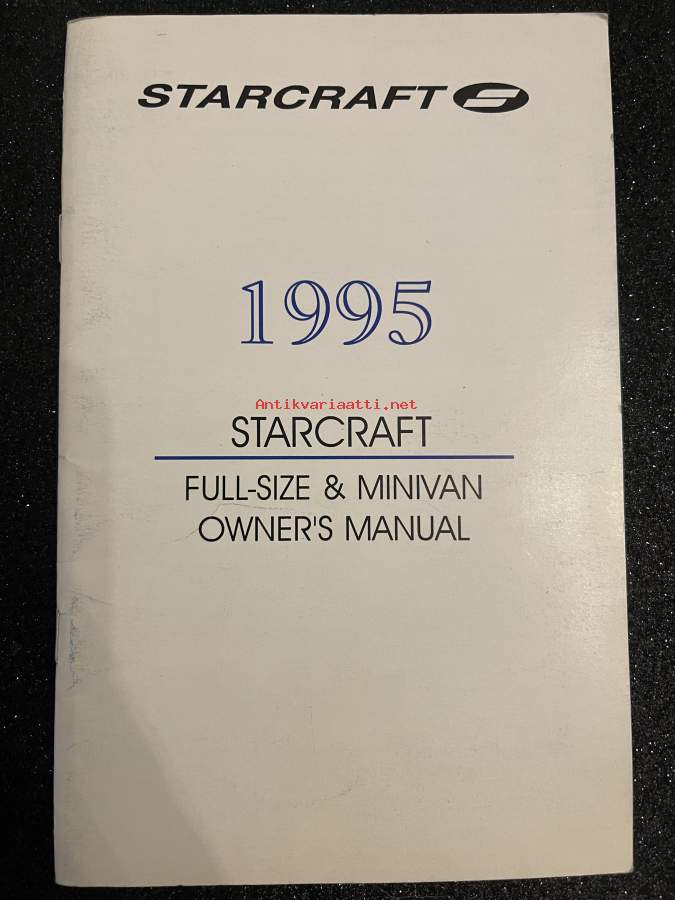 STARCRAFT
1995
Antikvariaatti.net
STARCRAFT
FULL-SIZE & MINIVAN
OWNER'S MANUAL